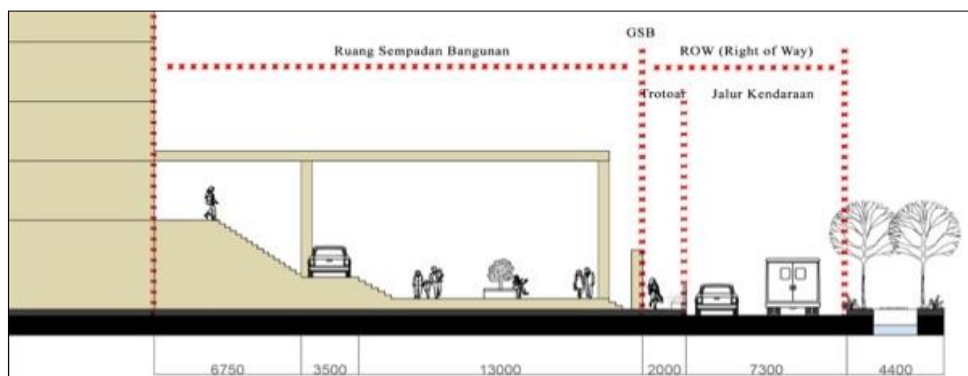 GSB
Ruang Sempadan Bangunan
ROW (Right of Way)
Trotoar
Jalur Kendaraan
6750
3500
13000
2000
7300
4400